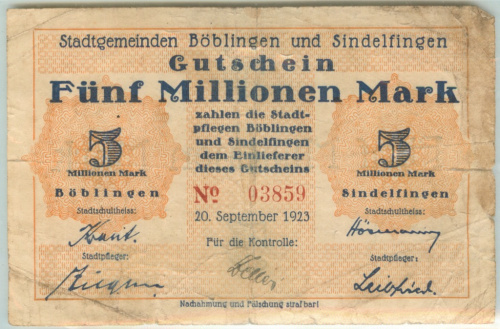 Stadtgemeinden Böblingen und Sindelfingen
Gutschein
Fünf Millionen Mark
zahlen die Stadt-
pflegen Böblingen
und Sindelfingen
dem Einlieferer
dieses Gutscheins
5
Millionen Mark
Böblingen
5
Millionen Mark
Sindelfingen
No 03859
20. September 1923
Stadtschultheiss:
Stadtschultheiss:
Hörmann
Für die Kontrolle:
Stadtpfleger:
Stadtpfleger:
Leibfried.
Nachahmung und Fälschung strafbar!